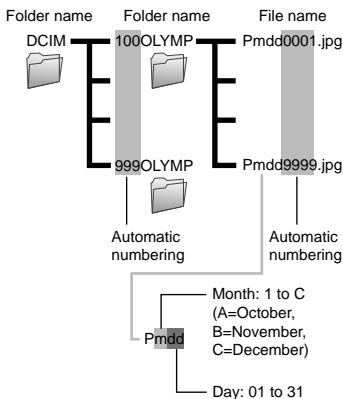 Folder name Folder name File name
DCIM 100OLYMP Pmdd0001.jpg
999OLYMP Pmdd9999.jpg
Automatic numbering
Automatic numbering
Month: 1 to C
(A=October,
B=November,
C=December)
Pmdd
Day: 01 to 31